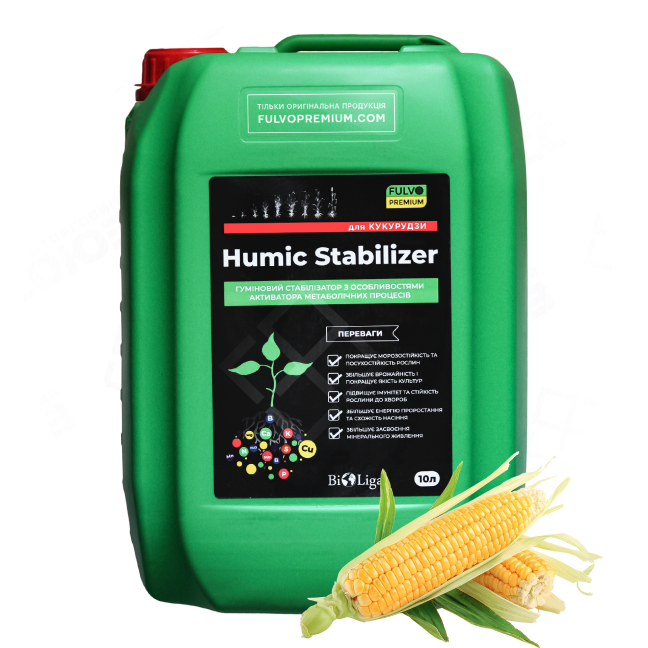 ТІЛЬКИ ОРИГІНАЛЬНА ПРОДУКЦІЯ
FULVOPREMIUM.COM
FULVO
PREMIUM
для КУКУРУДЗИ
Humic Stabilizer
ГУМІНОВИЙ СТАБІЛІЗАТОР З ОСОБЛИВОСТЯМИ
АКТИВАТОРА МЕТАБОЛІЧНИХ ПРОЦЕСІВ
ПЕРЕВАГИ
ПОКРАЩУЄ МОРОЗОСТІЙКІСТЬ ТА
ПОСУХОСТІЙКІСТЬ РОСЛИН
ЗБІЛЬШУЄ ВРОЖАЙНІСТЬ І
ПОКРАЩУЄ ЯКІСТЬ КУЛЬТУР
ПІДВИЩУЄ ІМУНІТЕТ ТА СТІЙКІСТЬ
РОСЛИНИ ДО ХВОРОБ
ЗБІЛЬШУЄ ЕНЕРГІЮ ПРОРОСТАННЯ
ТА СХОЖІСТЬ НАСІННЯ
ЗБІЛЬШУЄ ЗАСВОЄННЯ
МІНЕРАЛЬНОГО ЖИВЛЕННЯ
B
Ca
K
Cu
P
BiOLiga
10л